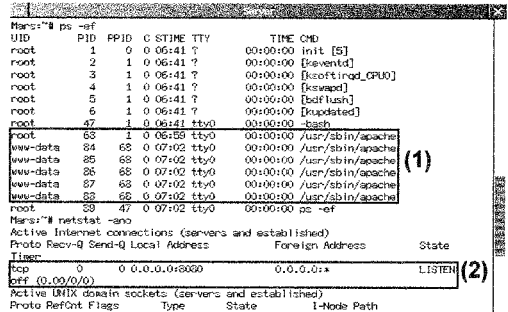 Mars:~# ps -ef
UID PID PPID C STIME TTY TIME CMD
root 1 0 0 06:41 ? 00:00:00 init [5]
root 2 1 0 06:41 ? 00:00:00 [keventd]
root 3 1 0 06:41 ? 00:00:00 [ksoftirqd_CPU0]
root 4 1 0 06:41 ? 00:00:00 [kswapd]
root 5 1 0 06:41 ? 00:00:00 [bdflush]
root 6 1 0 06:41 ? 00:00:00 [kupdated]
root 47 1 0 06:41 tty0 00:00:00 -bash
root 1 0 06:59 tty0 00:00:00 /usr/sbin/apache
www-data 84 68 0 07:02 tty0 00:00:00 /usr/sbin/apache
www-data 85 68 0 07:02 tty0 00:00:00 /usr/sbin/apache
www-data 86 68 0 07:02 tty0 00:00:00 /usr/sbin/apache
www-data 87 68 0 07:02 tty0 00:00:00 /usr/sbin/apache
www-data 68 0 07:02 tty0 00:00:00 /usr/sbin/apache
(1)
root 47 0 07:02 tty0 00:00:00 ps -ef
Mars:~# netstat -ano
Active Internet connections (servers and established)
Proto Recv-Q Send-Q Local Address Foreign Address State
Timer
tcp 0 0 0.0.0.0:8080 0.0.0.0:* LISTEN
off (0.00/0/0)
(2)
Active UNIX domain sockets (servers and established)
Proto RefCnt Flags Type State I-Node Path